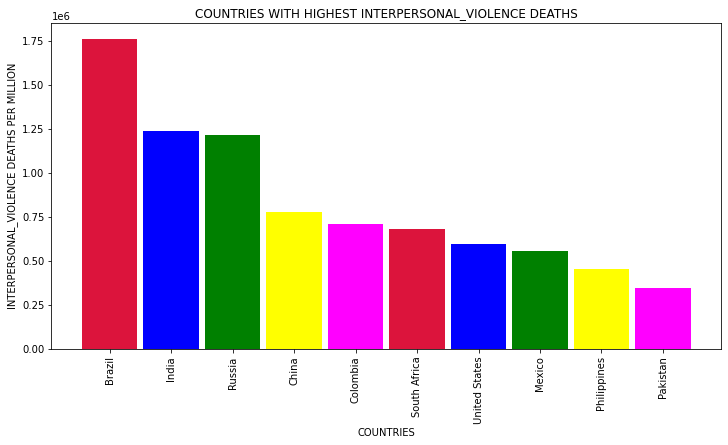 COUNTRIES WITH HIGHEST INTERPERSONAL_VIOLENCE DEATHS
1e6
INTERPERSONAL_VIOLENCE DEATHS PER MILLION
1.75
1.50
1.25
1.00
0.75
0.50
0.25
0.00
Brazil
India
Russia
China
Colombia
South Africa
United States
Mexico
Philippines
Pakistan
COUNTRIES